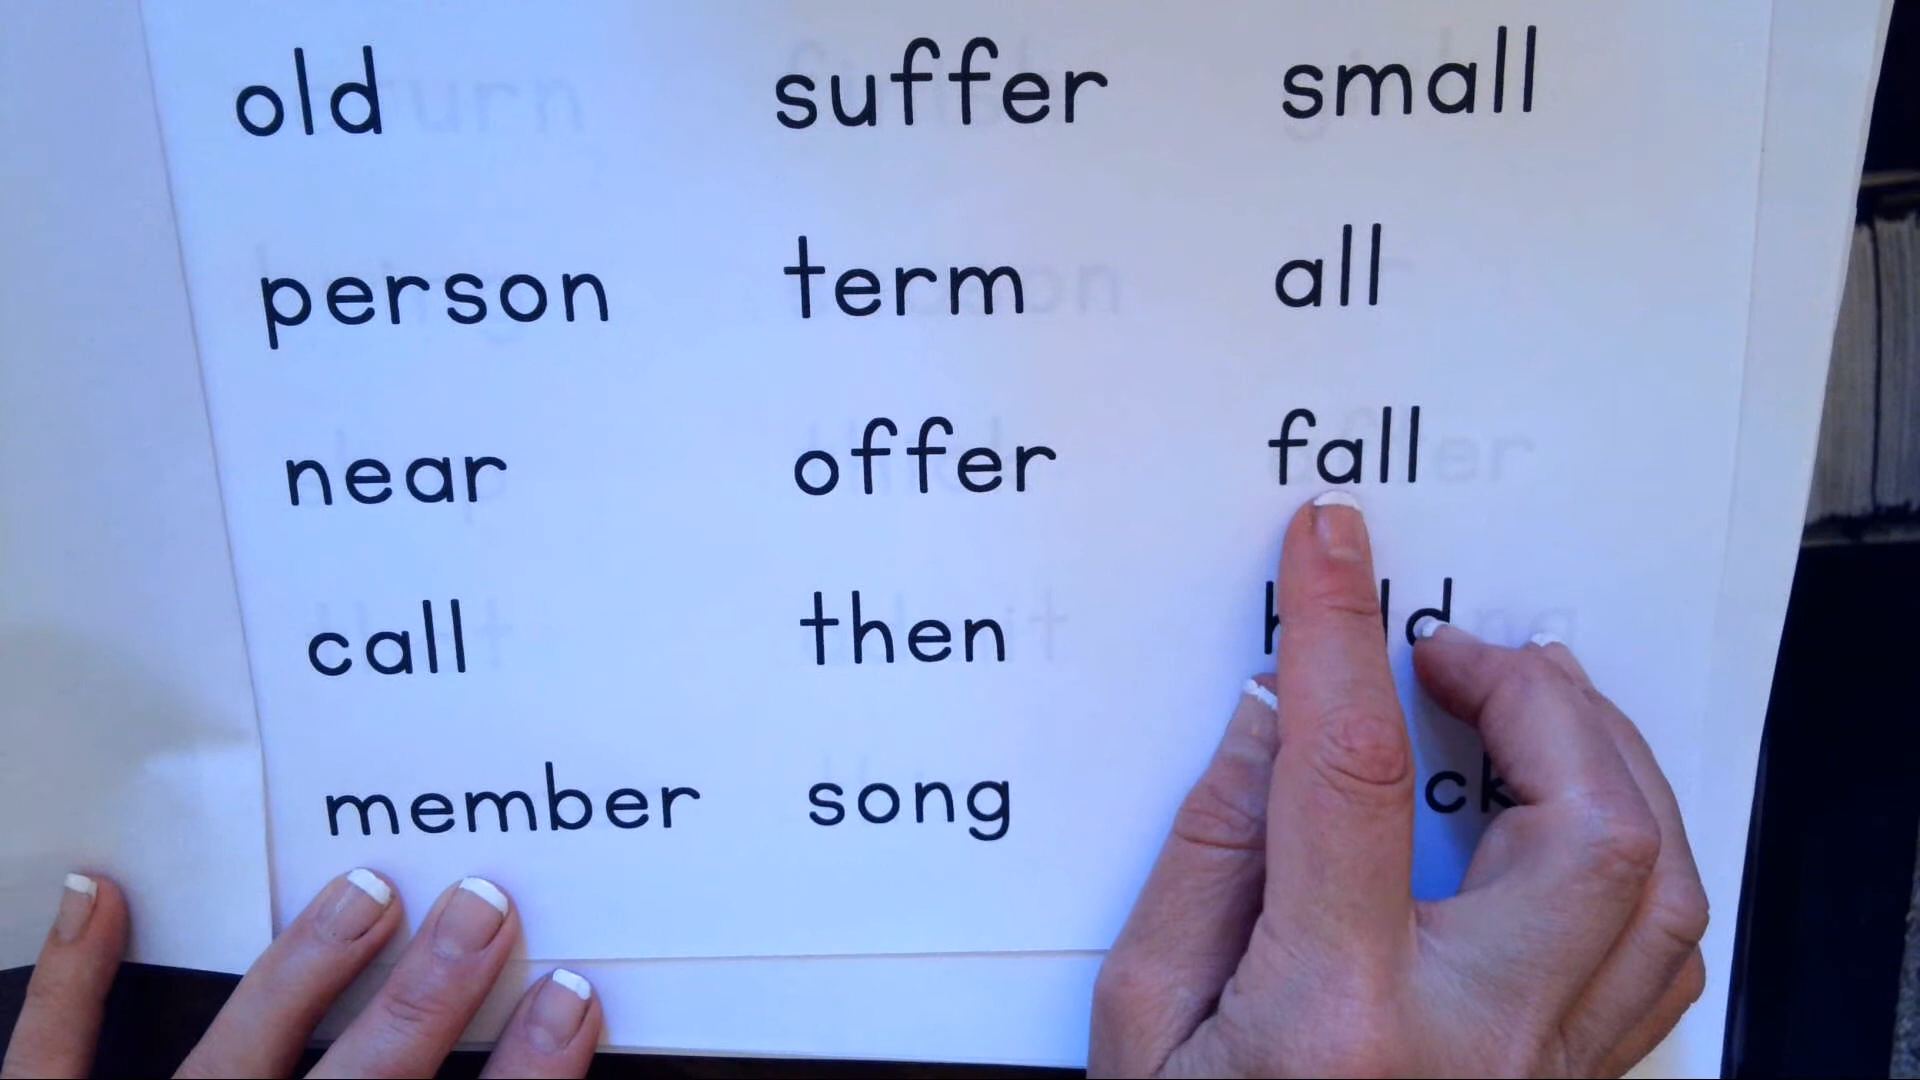 old suffer small
person term all
near offer fall
call then
member song